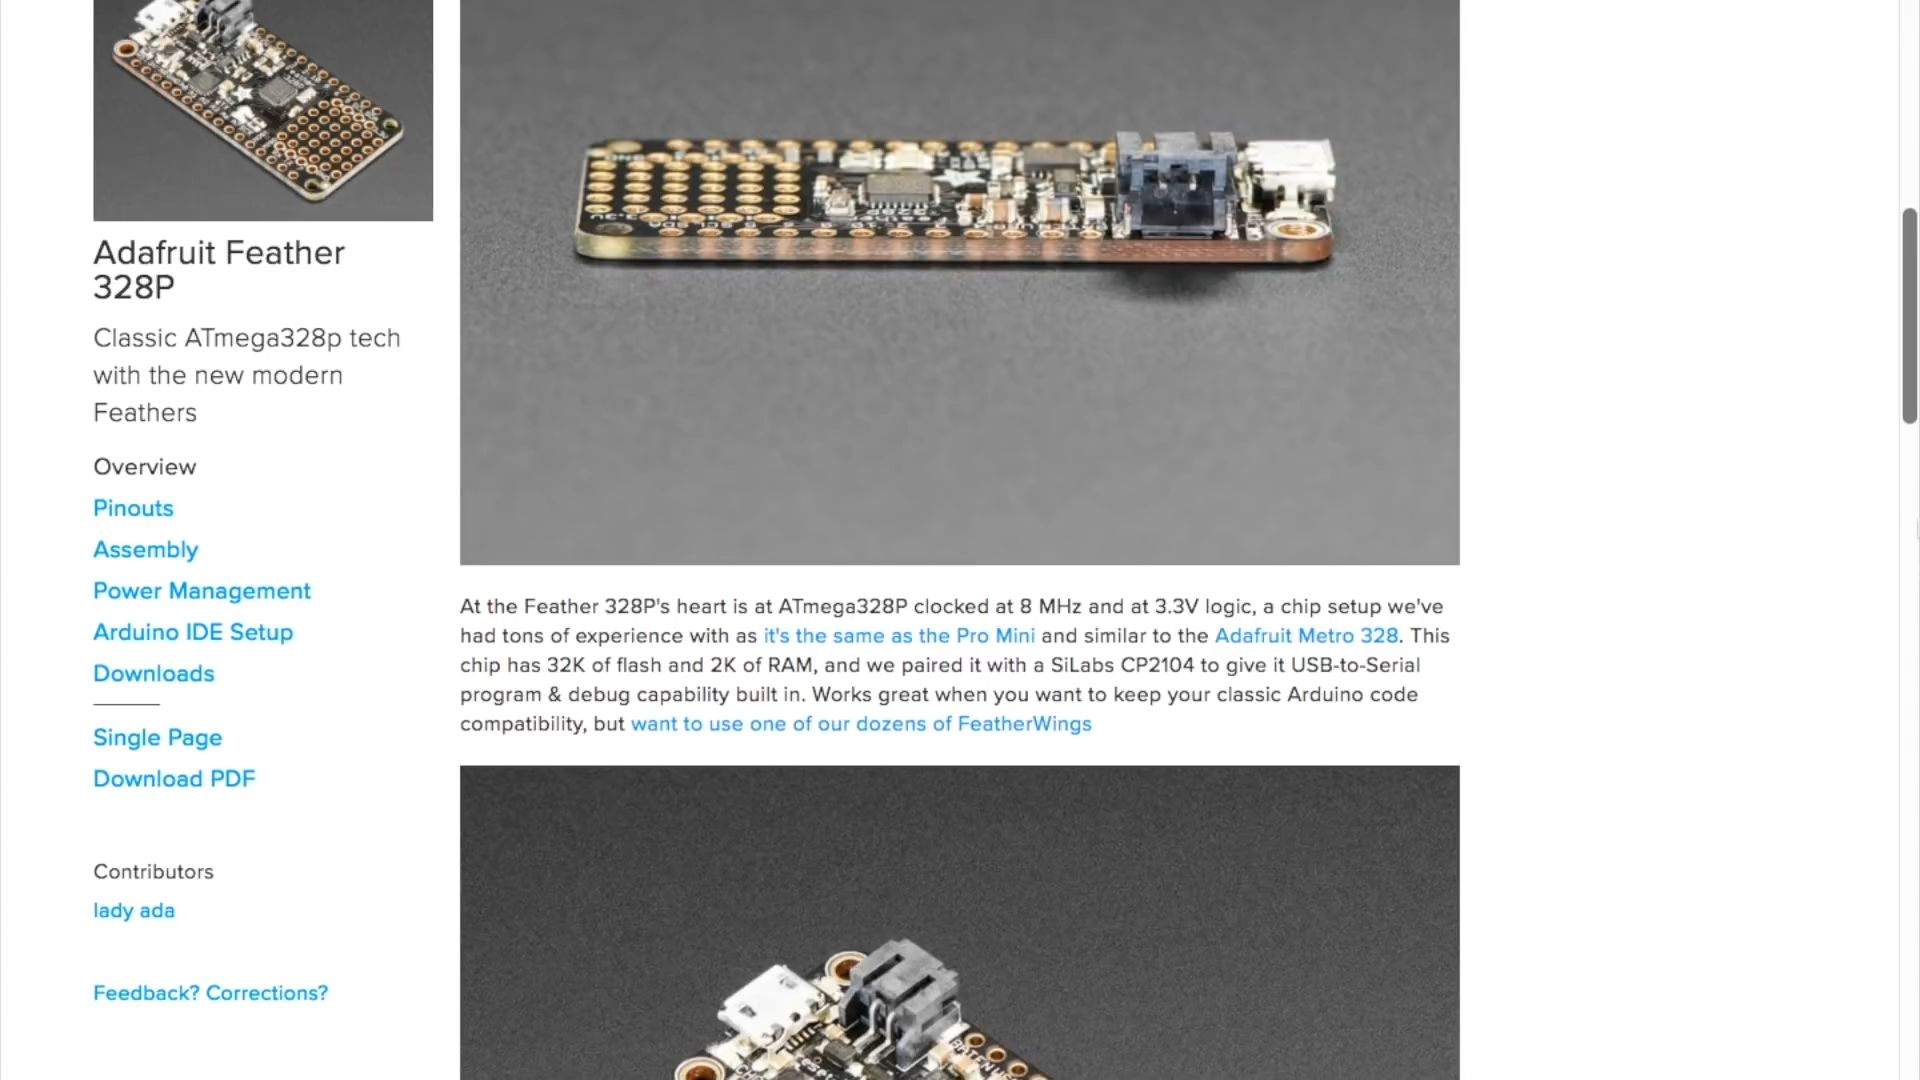 Adafruit Feather
328P
Classic ATmega328p tech
with the new modern
Feathers
Overview
Pinouts
Assembly
Power Management
Arduino IDE Setup
Downloads
Single Page
Download PDF
Contributors
lady ada
Feedback? Corrections?
At the Feather 328P's heart is at ATmega328P clocked at 8 MHz and at 3.3V logic, a chip setup we've
had tons of experience with as it's the same as the Pro Mini and similar to the Adafruit Metro 328. This
chip has 32K of flash and 2K of RAM, and we paired it with a SiLabs CP2104 to give it USB-to-Serial
program & debug capability built in. Works great when you want to keep your classic Arduino code
compatibility, but want to use one of our dozens of FeatherWings